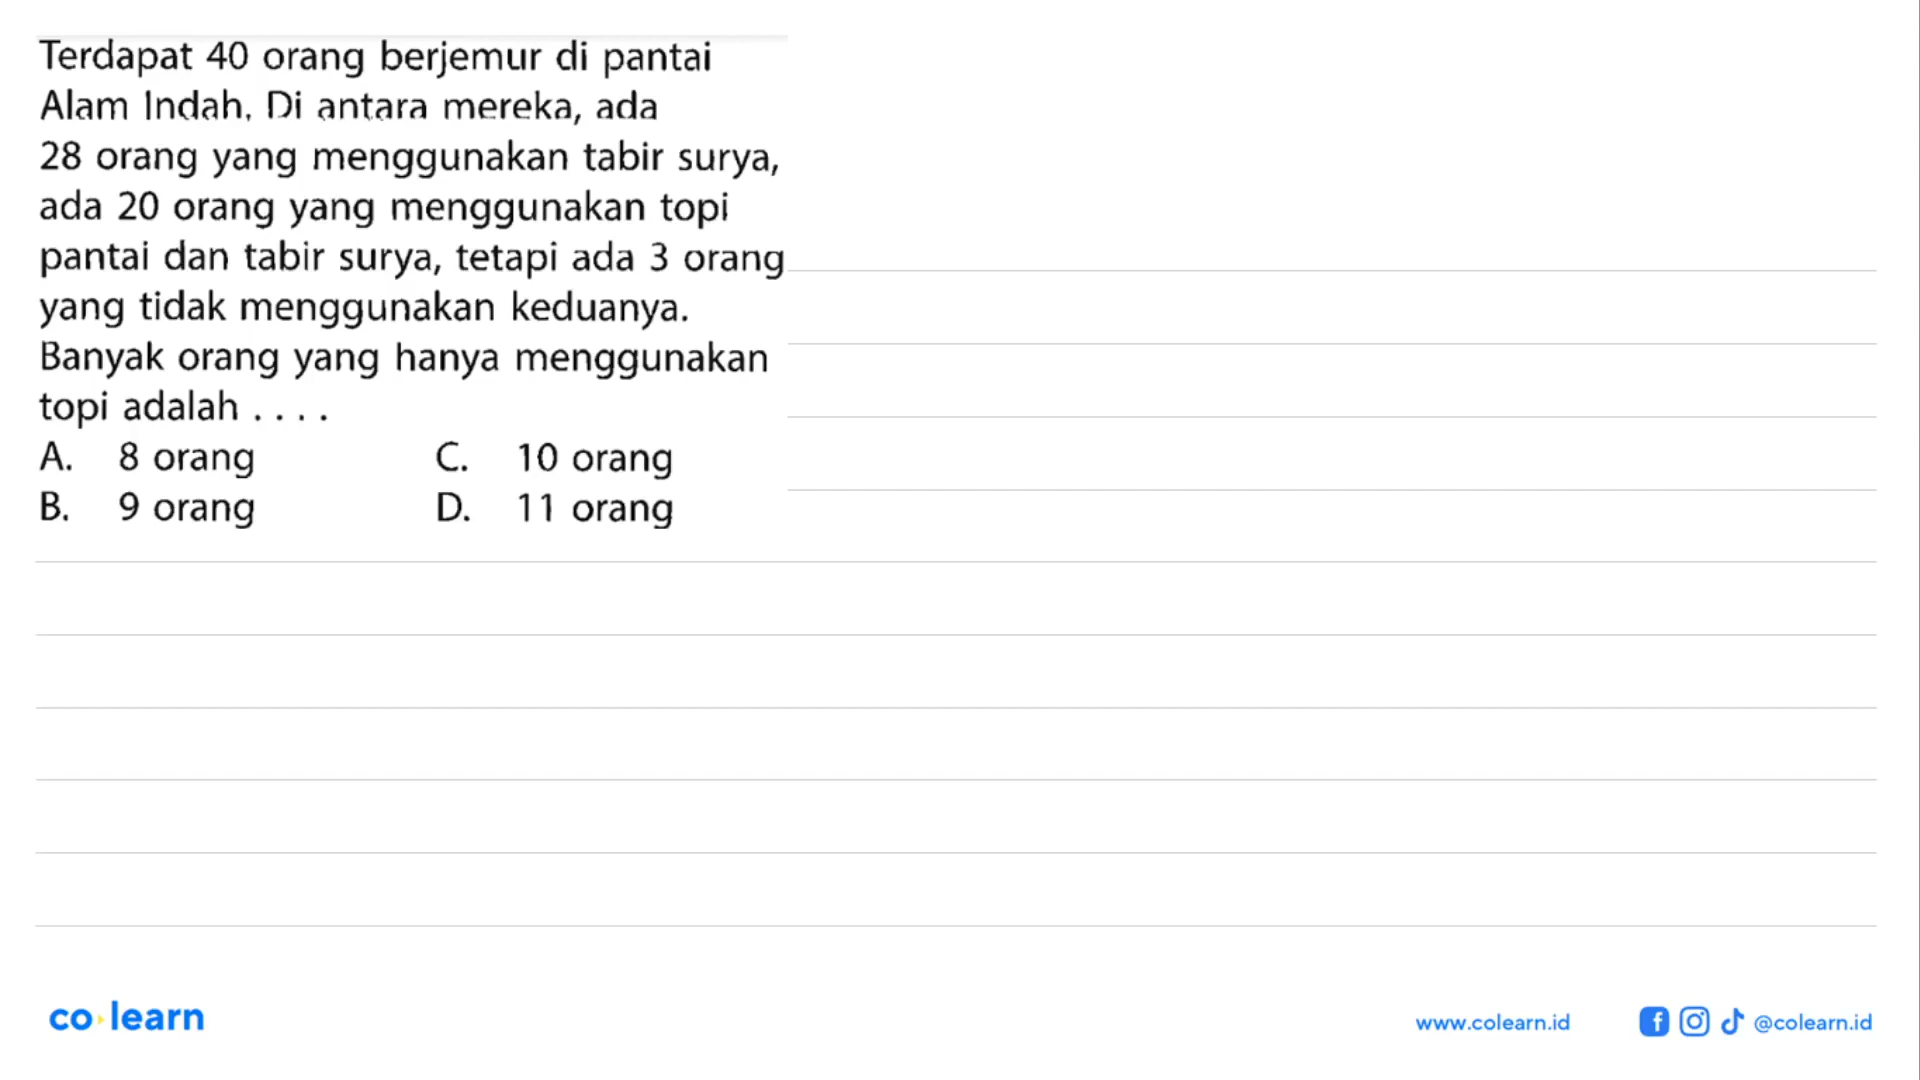 Terdapat 40 orang berjemur di pantai
Alam Indah. Di antara mereka, ada
28 orang yang menggunakan tabir surya,
ada 20 orang yang menggunakan topi
pantai dan tabir surya, tetapi ada 3 orang
yang tidak menggunakan keduanya.
Banyak orang yang hanya menggunakan
topi adalah . . . .
A. 8 orang C. 10 orang
B. 9 orang D. 11 orang
co learn
www.colearn.id @colearn.id